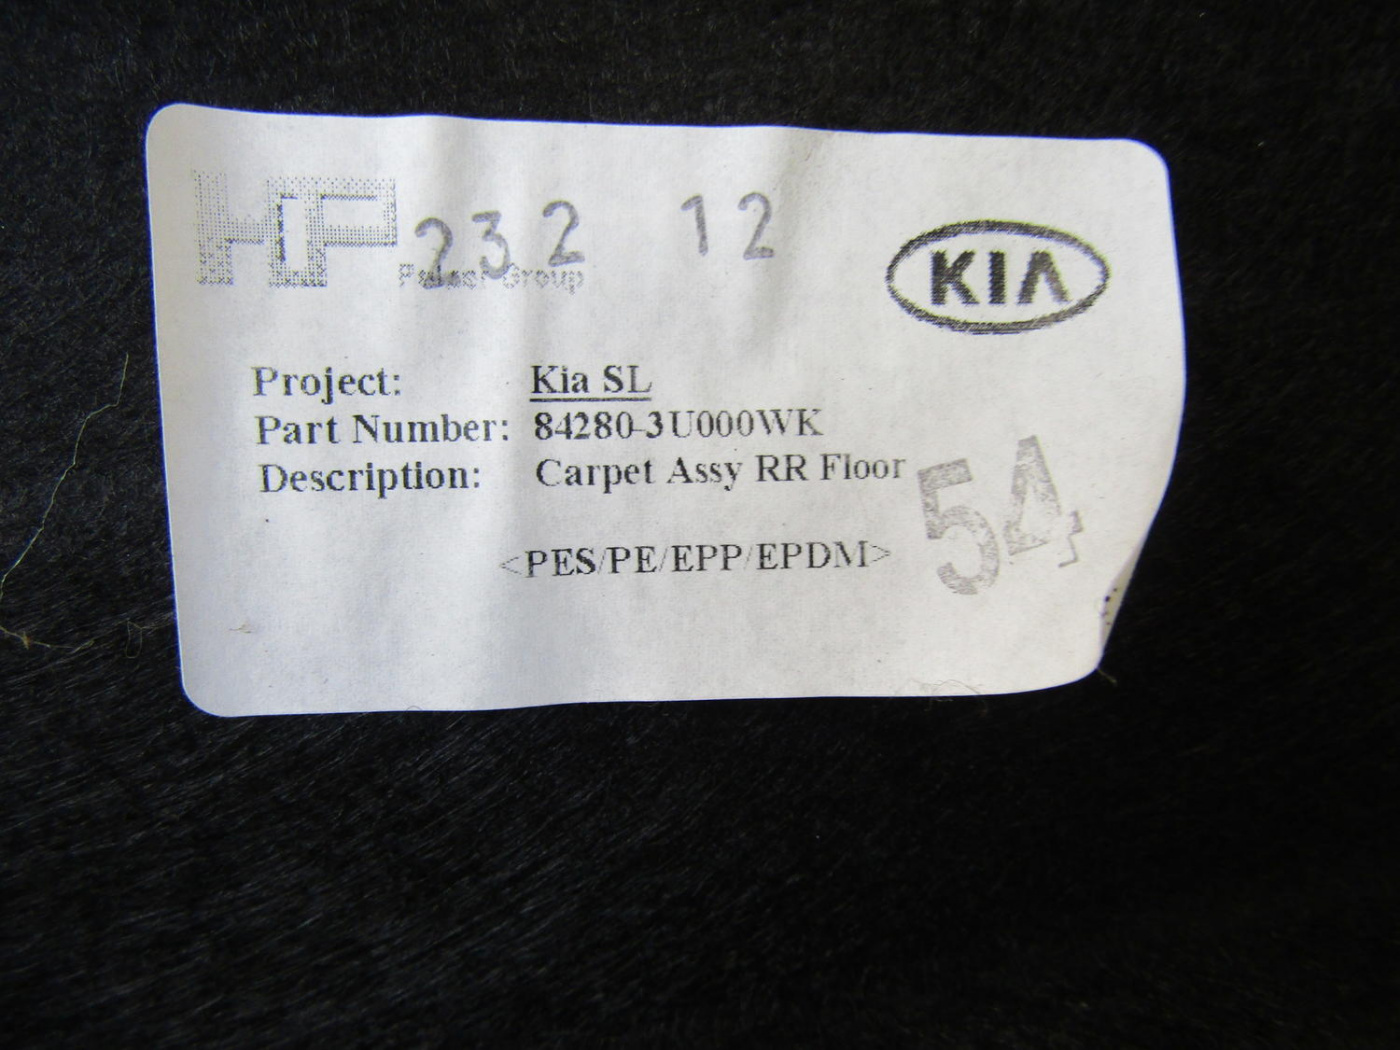 HP
232 12
Group
KIA
Project: Kia SL
Part Number: 84280-3U000WK
Description: Carpet Assy RR Floor
54
<PES/PE/EPP/EPDM>